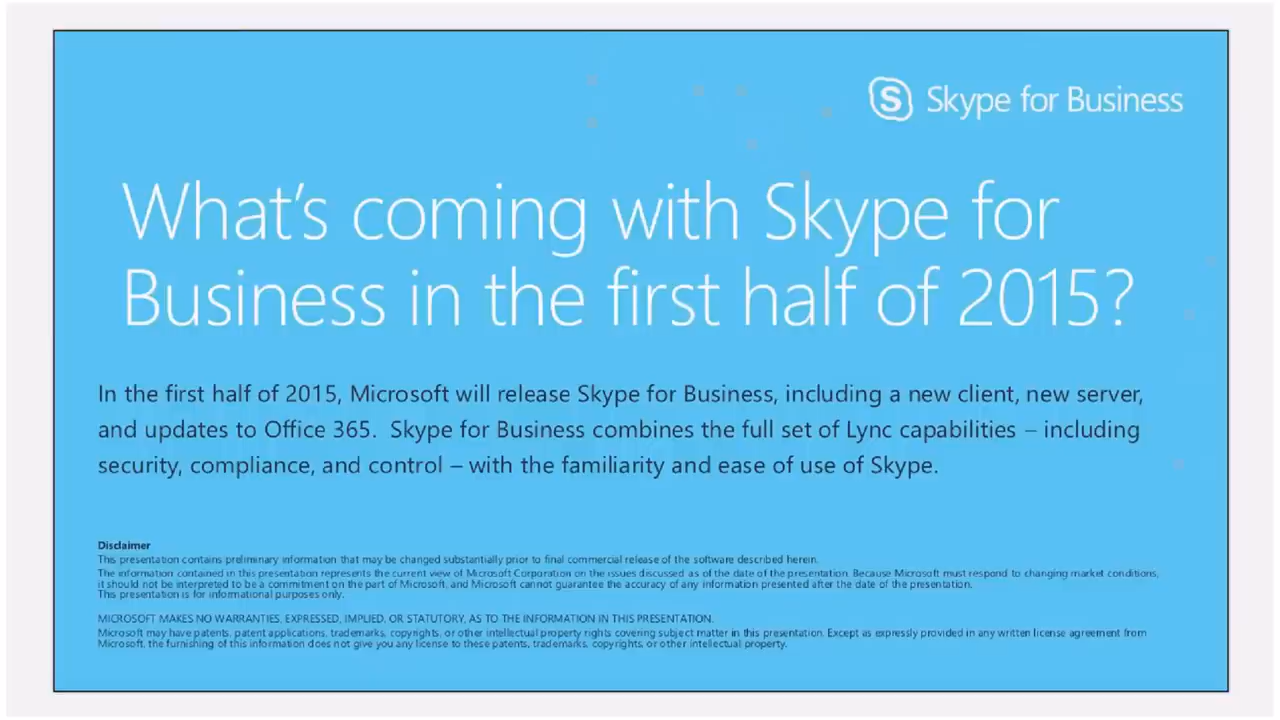 Skype for Business
What's coming with Skype for
Business in the first half of 2015?
In the first half of 2015, Microsoft will release Skype for Business, including a new client, new server,
and updates to Office 365.  Skype for Business combines the full set of Lync capabilities – including
security, compliance, and control – with the familiarity and ease of use of Skype.
Disclaimer
This presentation contains preliminary information that may be changed substantially prior to final commercial release of the software described herein.
The information contained in this presentation represents the current view of Microsoft Corporation on the issues discussed as of the date of the presentation. Because Microsoft must respond to changing market conditions,
it should not be interpreted to be a commitment on the part of Microsoft, and Microsoft cannot guarantee the accuracy of any information presented after the date of the presentation.
This presentation is for informational purposes only.
MICROSOFT MAKES NO WARRANTIES, EXPRESSED, IMPLIED, OR STATUTORY, AS TO THE INFORMATION IN THIS PRESENTATION.
Microsoft may have patents, patent applications, trademarks, copyrights, or other intellectual property rights covering subject matter in this presentation. Except as expressly provided in any written license agreement from
Microsoft, the furnishing of this information does not give you any license to these patents, trademarks, copyrights, or other intellectual property.